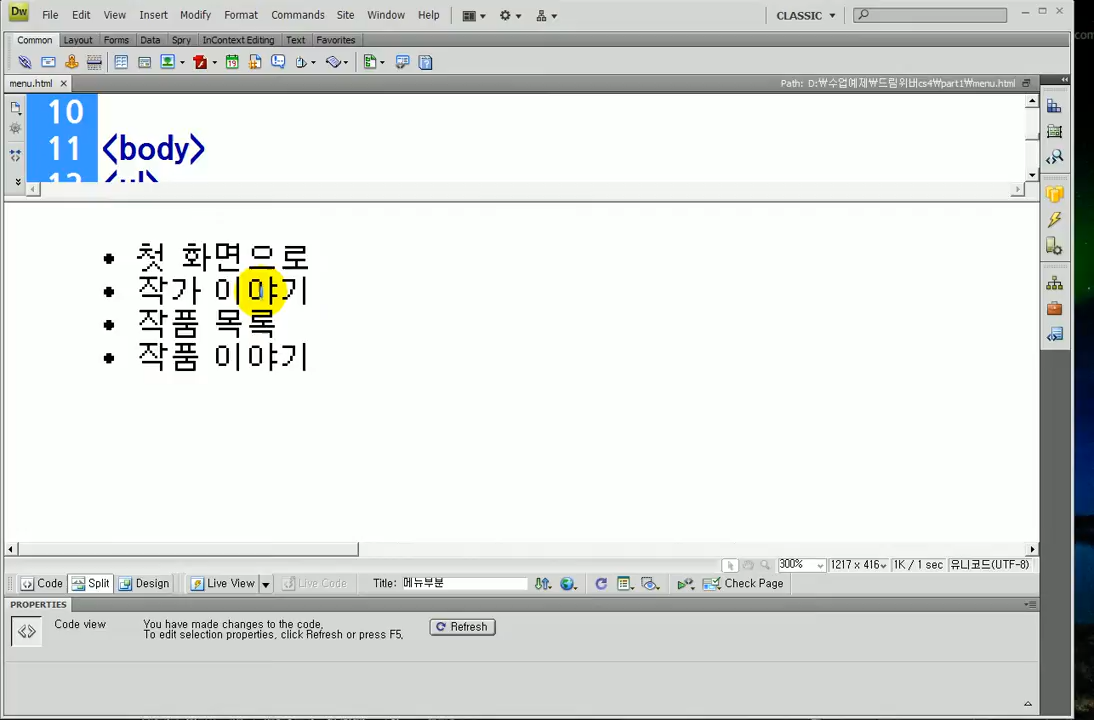 Dw File Edit View Insert Modify Format Commands Site Window Help CLASSIC
Common Layout Forms Data Spry InContext Editing Text Favorites
menu.html Path: D:₩수업예제₩드림위버cs4₩part1₩menu.html
10
11 <body>
12 <ul>
첫 화면으로
작가 이야기
작품 목록
작품 이야기
300% 1217 x 416 1K / 1 sec 유니코드(UTF-8)
Code Split Design Live View Live Code Title: 메뉴부분 Check Page
PROPERTIES
Code view You have made changes to the code,
To edit selection properties, click Refresh or press F5,
Refresh